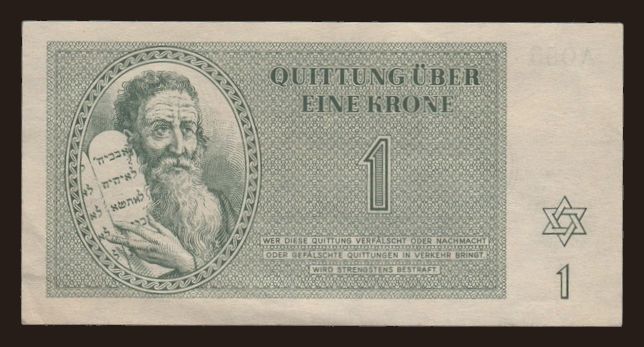 QUITTUNG ÜBER
EINE KRONE
1
WER DIESE QUITTUNG VERFÄLSCHT ODER NACHMACHT
ODER GEFÄLSCHTE QUITTUNGEN IN VERKEHR BRINGT,
WIRD STRENGSTENS BESTRAFT.
1